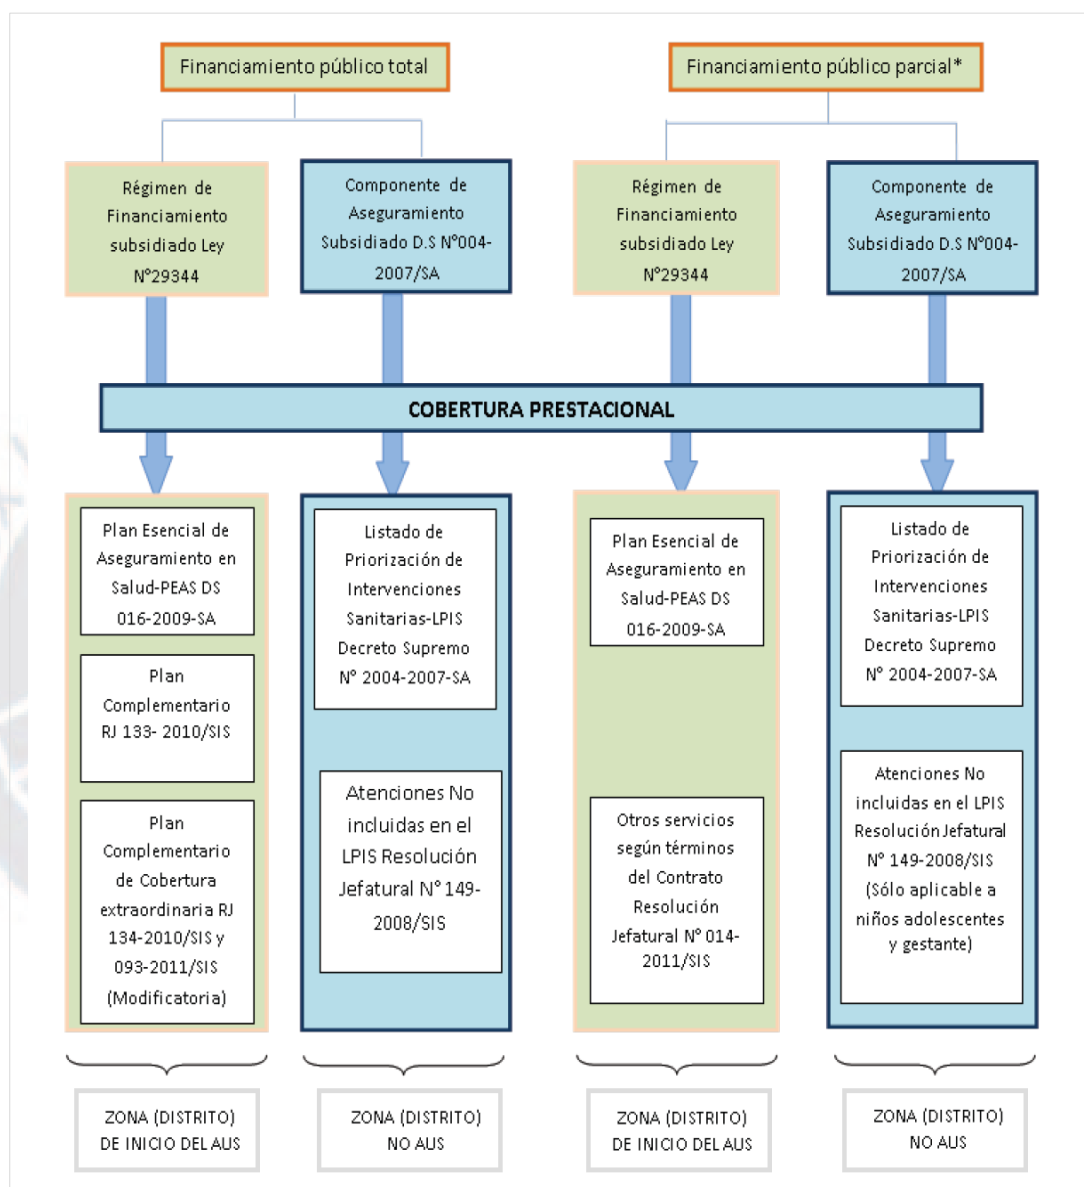 Financiamiento público total
Financiamiento público parcial*
Régimen de
Financiamiento
subsidiado Ley
N°29344
Componente de
Aseguramiento
Subsidiado D.S N°004-
2007/SA
Régimen de
Financiamiento
subsidiado Ley
N°29344
Componente de
Aseguramiento
Subsidiado D.S N°004-
2007/SA
COBERTURA PRESTACIONAL
Plan Esencial de
Aseguramiento en
Salud-PEAS DS
016-2009-SA
Plan
Complementario
RJ 133- 2010/SIS
Plan
Complementario
de Cobertura
extraordinaria RJ
134-2010/SIS y
093-2011/SIS
(Modificatoria)
Listado de
Priorización de
Intervenciones
Sanitarias-LPIS
Decreto Supremo
N° 2004-2007-SA
Atenciones No
incluidas en el
LPIS Resolución
Jefatural N° 149-
2008/SIS
Plan Esencial de
Aseguramiento en
Salud-PEAS DS
016-2009-SA
Otros servicios
según términos
del Contrato
Resolución
Jefatural N° 014-
2011/SIS
Listado de
Priorización de
Intervenciones
Sanitarias-LPIS
Decreto Supremo
N° 2004-2007-SA
Atenciones No
incluidas en el LPIS
Resolución Jefatural
N° 149-2008/SIS
(Sólo aplicable a
niños adolescentes
y gestante)
ZONA (DISTRITO)
DE INICIO DEL AUS
ZONA (DISTRITO)
NO AUS
ZONA (DISTRITO)
DE INICIO DEL AUS
ZONA (DISTRITO)
NO AUS